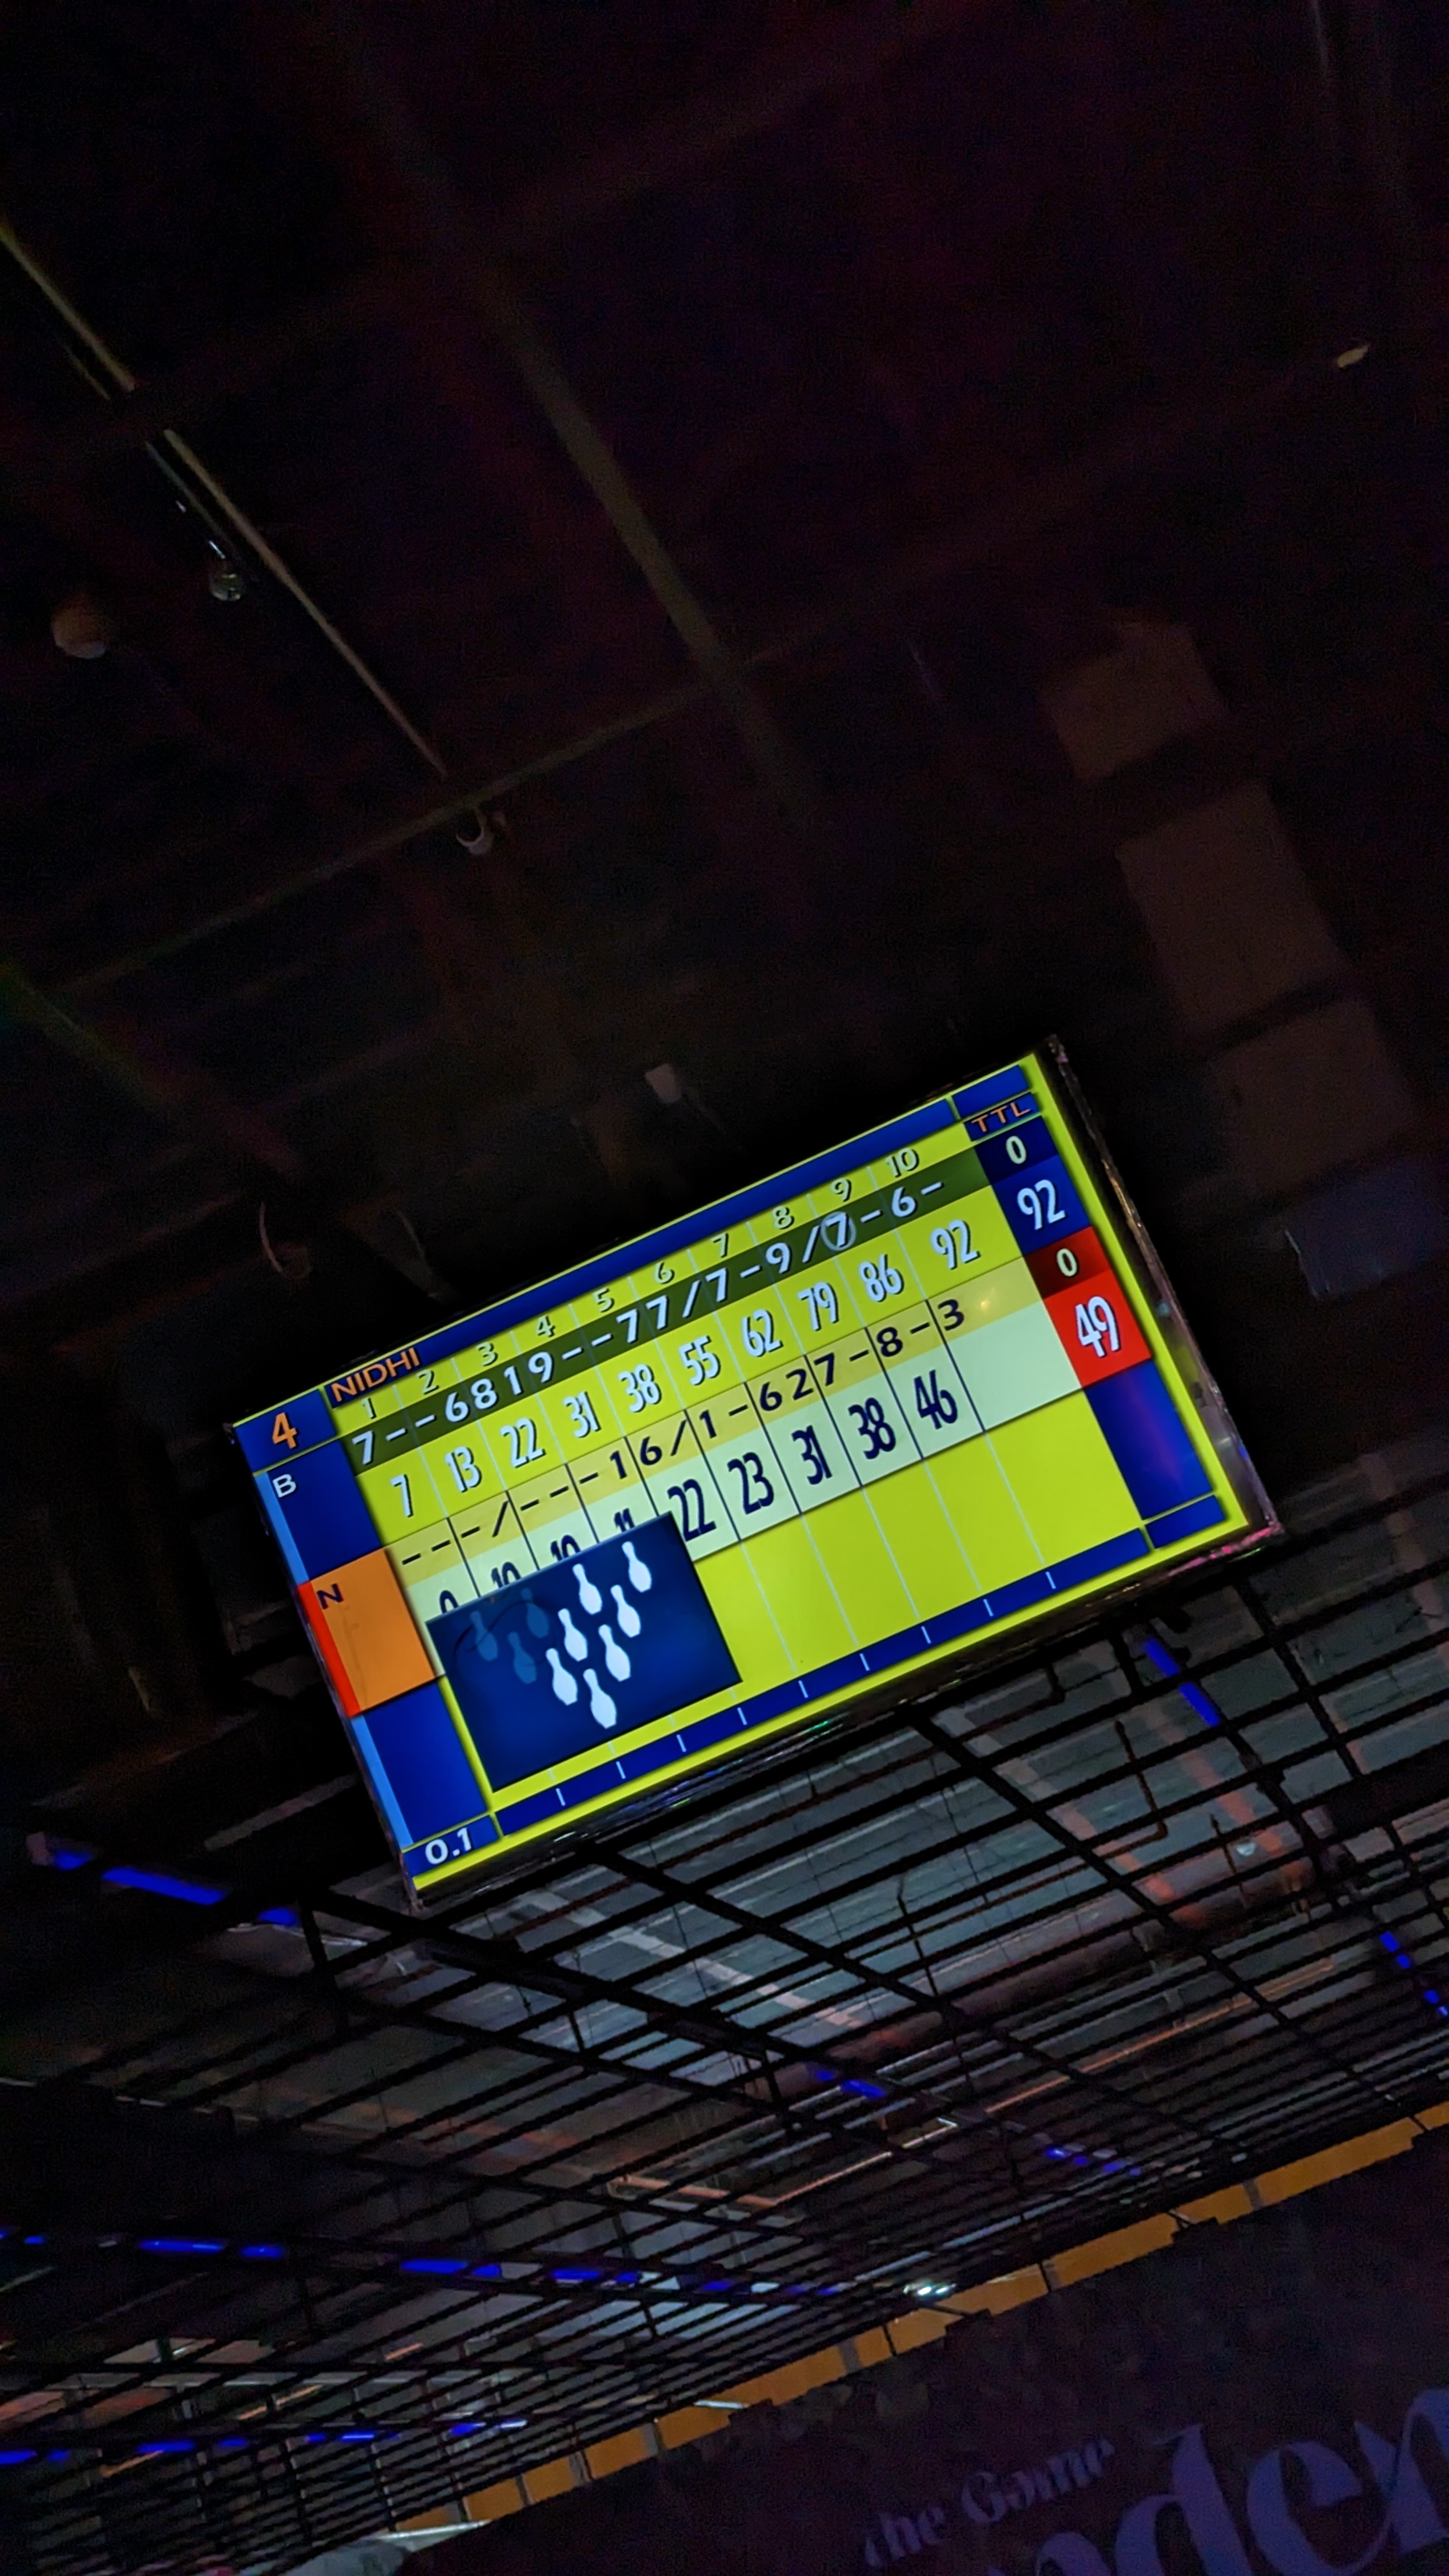 4 NIDHI TTL
1 2 3 4 5 6 7 8 9 10 0
B 7 - - 6 8 1 9 - - 7 7 / 7 - 9 / 7 - 6 - 92
7 13 22 31 38 55 62 79 86 92
N - - - / - - - 1 6 / 1 - 6 2 7 - 8 - 3 0
0 10 10 11 22 23 31 38 46 49
0.1
the Game